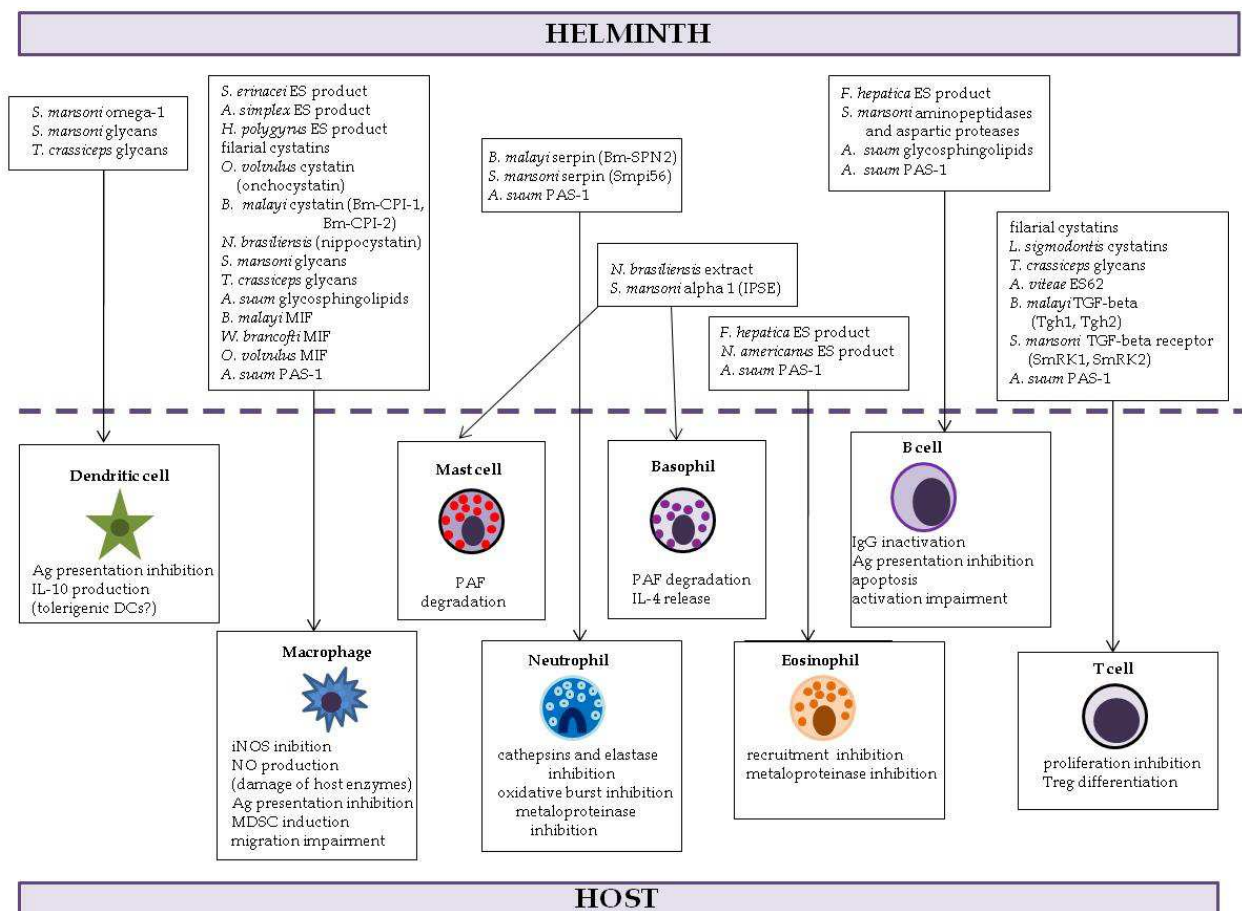 HELMINTH
S. mansoni omega-1
S. mansoni glycans
T. crassiceps glycans
S. erinacei ES product
A. simplex ES product
H. polygyrus ES product
filarial cystatins
O. volvulus cystatin
(onchocystatin)
B. malayi cystatin (Bm-CPI-1,
Bm-CPI-2)
N. brasiliensis (nippocystatin)
S. mansoni glycans
T. crassiceps glycans
A. suum glycosphingolipids
B. malayi MIF
W. brancofti MIF
O. volvulus MIF
A. suum PAS-1
B. malayi serpin (Bm-SPN2)
S. mansoni serpin (Smpi56)
A. suum PAS-1
N. brasiliensis extract
S. mansoni alpha 1 (IPSE)
F. hepatica ES product
N. americanus ES product
A. suum PAS-1
F. hepatica ES product
S. mansoni aminopeptidases
and aspartic proteases
A. suum glycosphingolipids
A. suum PAS-1
filarial cystatins
L. sigmodontis cystatins
T. crassiceps glycans
A. viteae ES62
B. malayi TGF-beta
(Tgh1, Tgh2)
S. mansoni TGF-beta receptor
(SmRK1, SmRK2)
A. suum PAS-1
Dendritic cell
Ag presentation inhibition
IL-10 production
(tolerigenic DCs?)
Macrophage
iNOS inibition
NO production
(damage of host enzymes)
Ag presentation inhibition
MDSC induction
migration impairment
Mast cell
PAF
degradation
Neutrophil
cathepsins and elastase
inhibition
oxidative burst inhibition
metaloproteinase
inhibition
Basophil
PAF degradation
IL-4 release
Eosinophil
recruitment inhibition
metaloproteinase inhibition
B cell
IgG inactivation
Ag presentation inhibition
apoptosis
activation impairment
T cell
proliferation inhibition
Treg differentiation
HOST